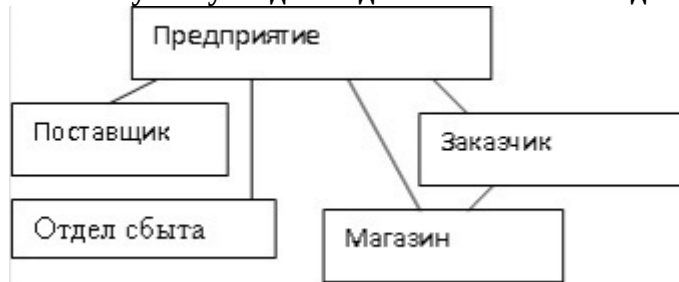 Предприятие
Поставщик
Заказчик
Отдел сбыта
Магазин